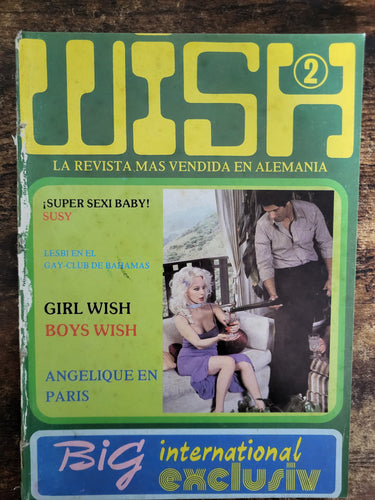 WISH
2
LA REVISTA MAS VENDIDA EN ALEMANIA
¡SUPER SEXI BABY!
SUSY
LESBI EN EL
GAY-CLUB DE BAHAMAS
GIRL WISH
BOYS WISH
ANGELIQUE EN
PARIS
BiG international
exclusiv